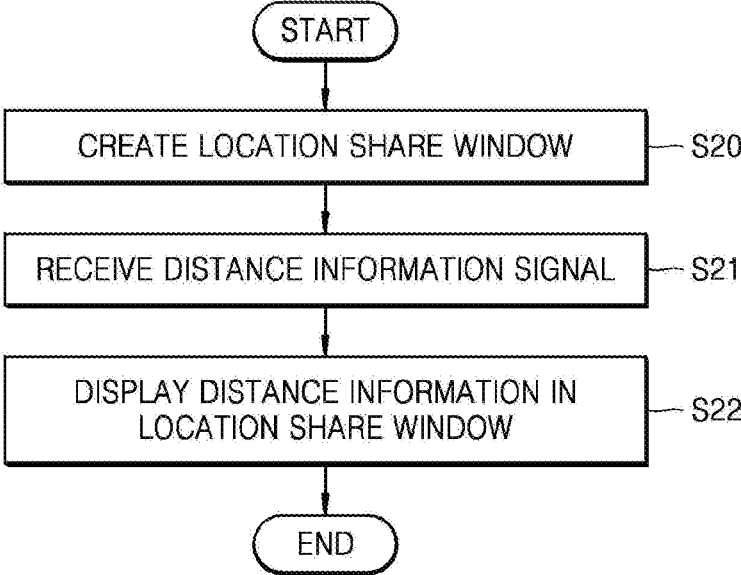 START
CREATE LOCATION SHARE WINDOW
S20
RECEIVE DISTANCE INFORMATION SIGNAL
S21
DISPLAY DISTANCE INFORMATION IN
LOCATION SHARE WINDOW
S22
END